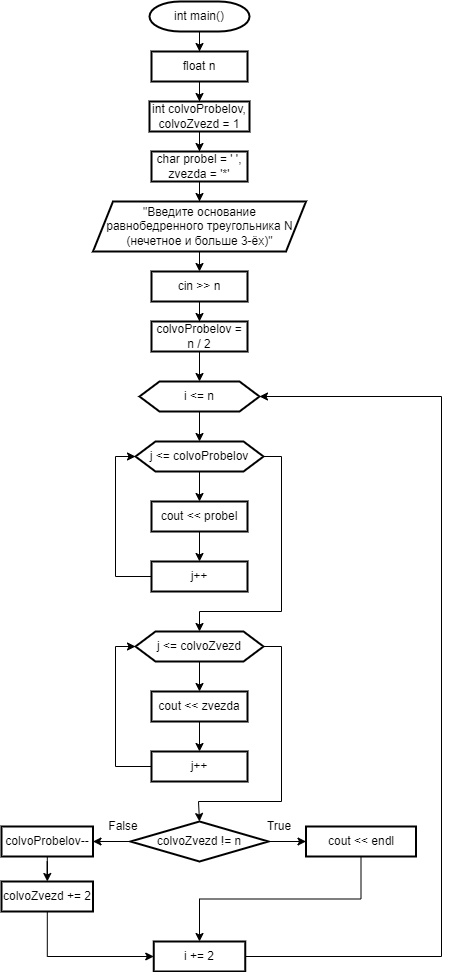 int main()
float n
int colvoProbelov,
colvoZvezd = 1
char probel = ' ',
zvezda = '*'
"Введите основание
равнобедренного треугольника N
(нечетное и больше 3-ёх)"
cin >> n
colvoProbelov =
n / 2
i <= n
j <= colvoProbelov
cout << probel
j++
j <= colvoZvezd
cout << zvezda
j++
False
colvoZvezd != n
True
colvoProbelov--
cout << endl
colvoZvezd += 2
i += 2